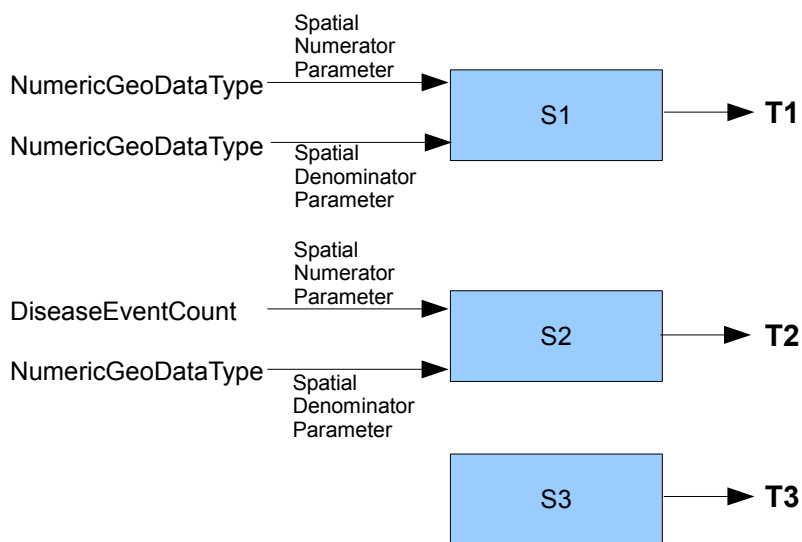 Spatial
Numerator
Parameter
NumericGeoDataType
S1
T1
NumericGeoDataType
Spatial
Denominator
Parameter
Spatial
Numerator
Parameter
DiseaseEventCount
S2
T2
NumericGeoDataType
Spatial
Denominator
Parameter
S3
T3